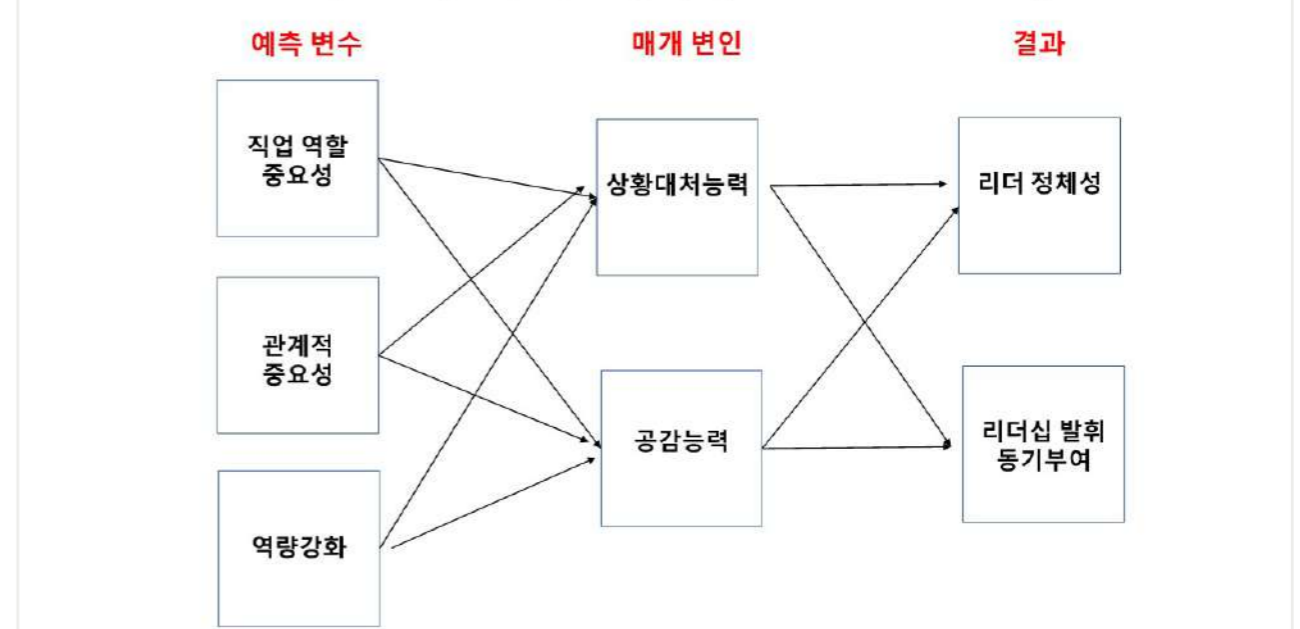 예측 변수
매개 변인
결과
직업 역할
중요성
상황대처능력
리더 정체성
관계적
중요성
공감능력
리더십 발휘
동기부여
역량강화